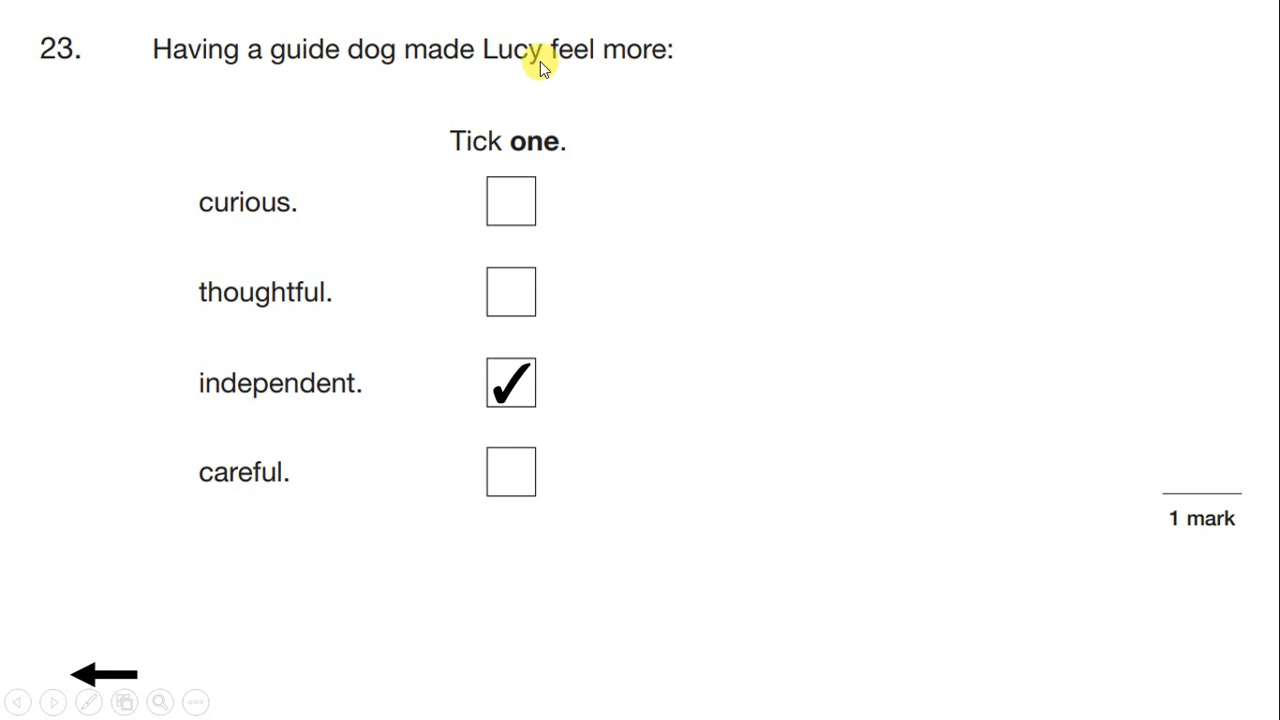 23. Having a guide dog made Lucy feel more:
Tick one.
curious.
thoughtful.
independent.
careful.
1 mark